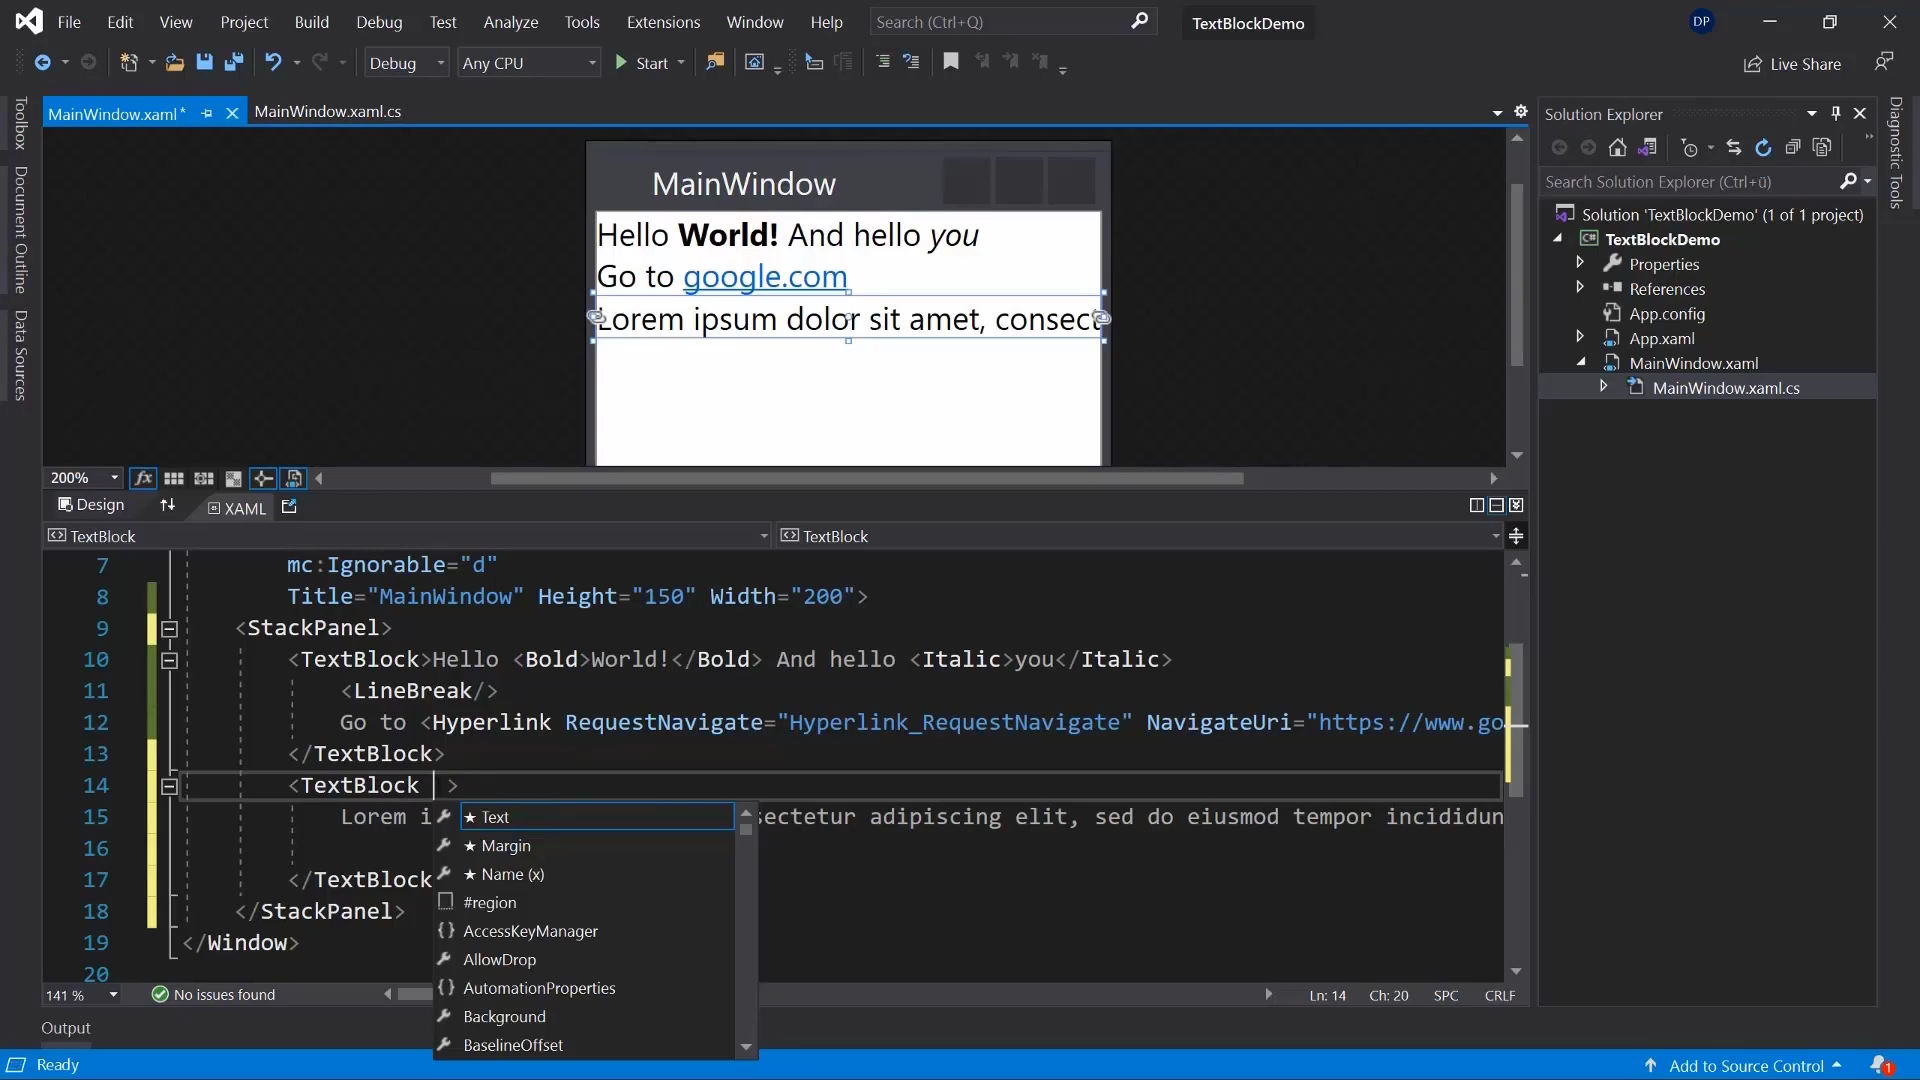 File Edit View Project Build Debug Test Analyze Tools Extensions Window Help Search (Ctrl+Q) TextBlockDemo DP
Debug Any CPU Start Live Share
MainWindow.xaml* MainWindow.xaml.cs
Toolbox
Document Outline
Data Sources
MainWindow
Hello World! And hello you
Go to google.com
Lorem ipsum dolor sit amet, consect
200% fx
Design XAML
TextBlock TextBlock
7 mc:Ignorable="d"
8 Title="MainWindow" Height="150" Width="200">
9 <StackPanel>
10 <TextBlock>Hello <Bold>World!</Bold> And hello <Italic>you</Italic>
11 <LineBreak/>
12 Go to <Hyperlink RequestNavigate="Hyperlink_RequestNavigate" NavigateUri="https://www.go
13 </TextBlock>
14 <TextBlock >
15 Lorem i sectetur adipiscing elit, sed do eiusmod tempor incididun
16
17 </TextBlock
18 </StackPanel>
19 </Window>
20
★ Text
★ Margin
★ Name (x)
#region
AccessKeyManager
AllowDrop
AutomationProperties
Background
BaselineOffset
141 % No issues found Ln: 14 Ch: 20 SPC CRLF
Output
Ready Add to Source Control 1
Solution Explorer
Search Solution Explorer (Ctrl+ü)
Solution 'TextBlockDemo' (1 of 1 project)
C# TextBlockDemo
Properties
References
App.config
App.xaml
MainWindow.xaml
MainWindow.xaml.cs
Diagnostic Tools